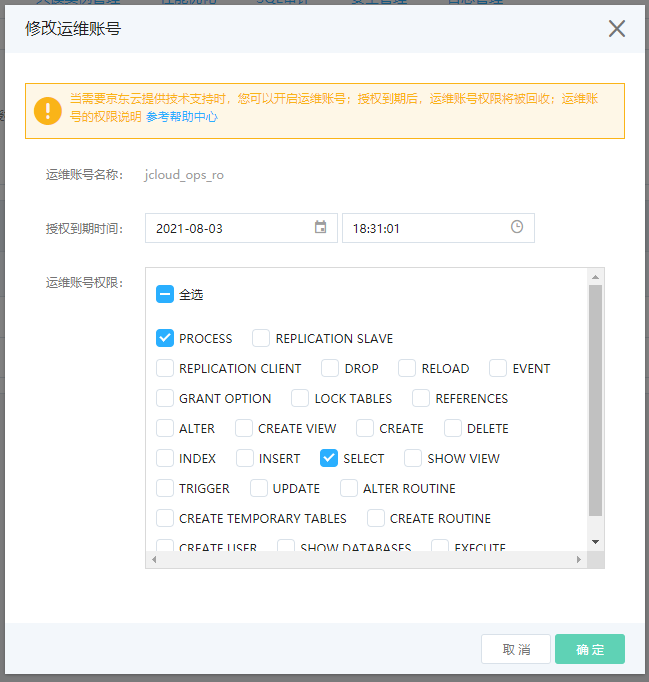 修改运维账号
当需要京东云提供技术支持时，您可以开启运维账号；授权到期后，运维账号权限将被回收；运维账
号的权限说明 参考帮助中心
运维账号名称： jcloud_ops_ro
授权到期时间： 2021-08-03 18:31:01
运维账号权限：
全选
PROCESS REPLICATION SLAVE
REPLICATION CLIENT DROP RELOAD EVENT
GRANT OPTION LOCK TABLES REFERENCES
ALTER CREATE VIEW CREATE DELETE
INDEX INSERT SELECT SHOW VIEW
TRIGGER UPDATE ALTER ROUTINE
CREATE TEMPORARY TABLES CREATE ROUTINE
CREATE USER SHOW DATABASES EXECUTE
取消 确定